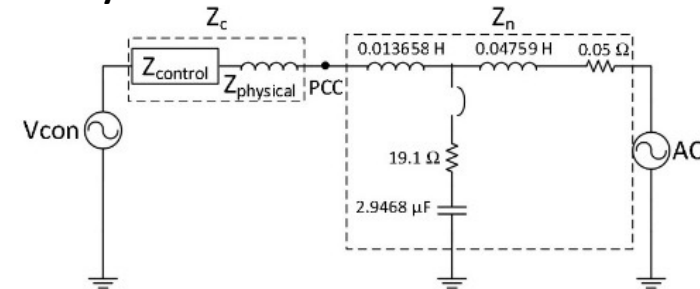 Zc Zn
0.013658 H 0.04759 H 0.05 Ω
Zcontrol Zphysical PCC
Vcon AC
19.1 Ω
2.9468 μF